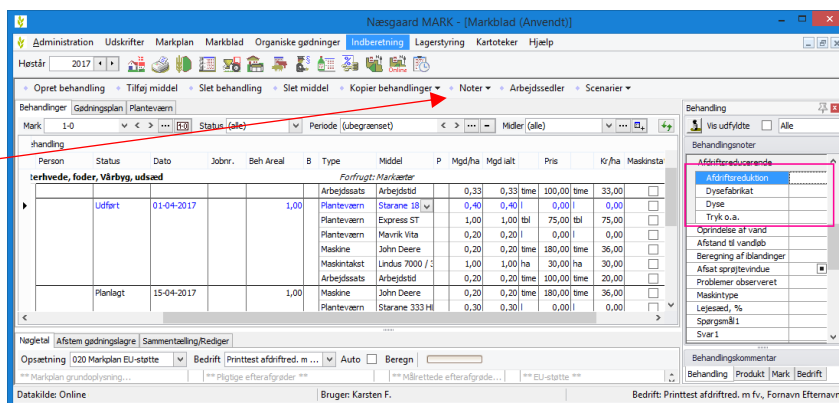 Næsgaard MARK - [Markblad (Anvendt)]
Administration Udskrifter Markplan Markblad Organiske gødninger Indberetning Lagerstyring Kartoteker Hjælp
Høstår 2017
Opret behandling Tilføj middel Slet behandling Slet middel Kopier behandlinger Noter Arbejdssedler Scenarier
Behandlinger Gødningsplan Planteværn
Mark 1-0 Status (alle) Periode (ubegrænset) Midler (alle)
handling
Person Status Dato Jobnr. Beh Areal B Type Middel P Mgd/ha Mgd ialt Pris Kr/ha Maskinsta
terhvede, foder, Vårbyg, udsæd Forfrugt: Markærter
Arbejdssats Arbejdstid 0,33 0,33 time 100,00 time 33,00
Udført 01-04-2017 1,00 Planteværn Starane 18 0,40 0,40 l 0,00 l 0,00
Planteværn Express ST 1,00 1,00 tbl 75,00 tbl 75,00
Planteværn Mavrik Vita 0,20 0,20 l 0,00 l 0,00
Maskine John Deere 0,20 0,20 time 180,00 time 36,00
Maskintakst Lindus 7000 / 3 1,00 1,00 ha 30,00 ha 30,00
Arbejdssats Arbejdstid 0,20 0,20 time 100,00 time 20,00
Planlagt 15-04-2017 1,00 Maskine John Deere 0,20 0,20 time 180,00 time 36,00
Planteværn Starane 333 HL 0,30 0,30 l 0,00 l 0,00
Nøgletal Afstem gødningslagre Sammentælling/Rediger
Opsætning 020 Markplan EU-støtte Bedrift Printtest afdriftred. m ... Auto Beregn
** Markplan grundoplysning... ** Pligtige efterafgrøder ** ** Målrettede efterafgrøde... ** EU-støtte **
Behandling
Vis udfyldte Alle
Behandlingsnoter
Afdriftsreducerende
Afdriftsreduktion
Dysefabrikat
Dyse
Tryk o.a.
Oprindelse af vand
Afstand til vandløb
Beregning af iblandinger
Afsat sprøjtevindue
Problemer observeret
Maskintype
Lejesæd, %
Spørgsmål1
Svar1
Behandlingskommentar
Behandling Produkt Mark Bedrift
Datakilde: Online Bruger: Karsten F. Bedrift: Printtest afdriftred. m fv., Fornavn Efternavn